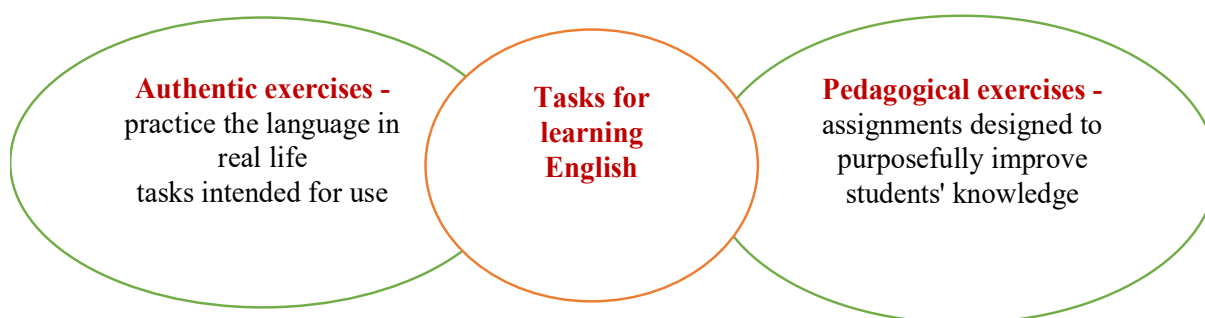 Authentic exercises -
practice the language in
real life
tasks intended for use
Tasks for
learning
English
Pedagogical exercises -
assignments designed to
purposefully improve
students' knowledge